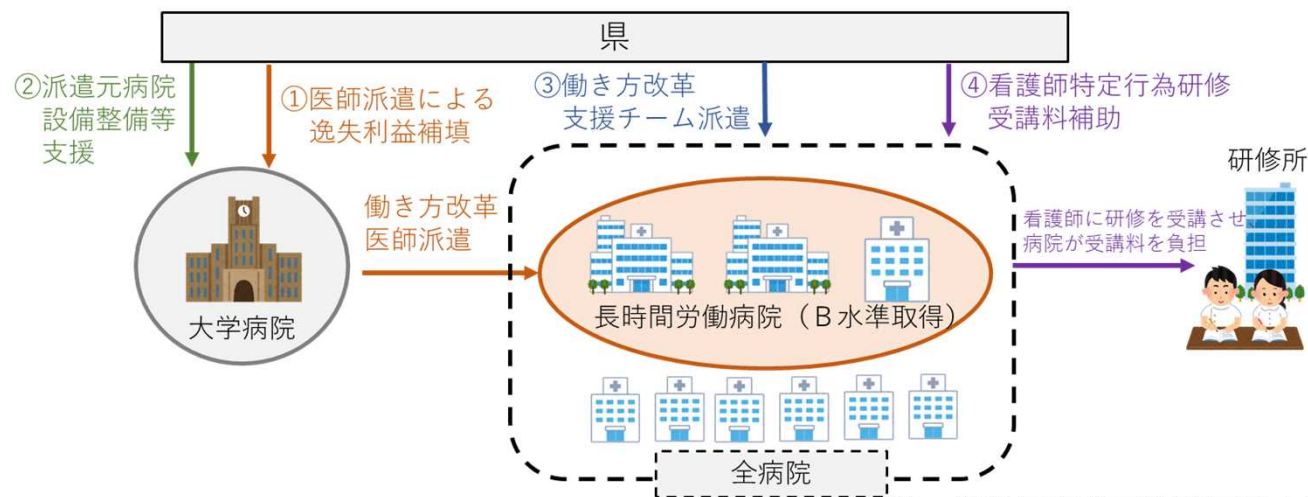 県
②派遣元病院
設備整備等
支援
①医師派遣による
逸失利益補填
③働き方改革
支援チーム派遣
④看護師特定行為研修
受講料補助
研修所
働き方改革
医師派遣
看護師に研修を受講させ
病院が受講料を負担
大学病院
長時間労働病院（Ｂ水準取得）
全病院